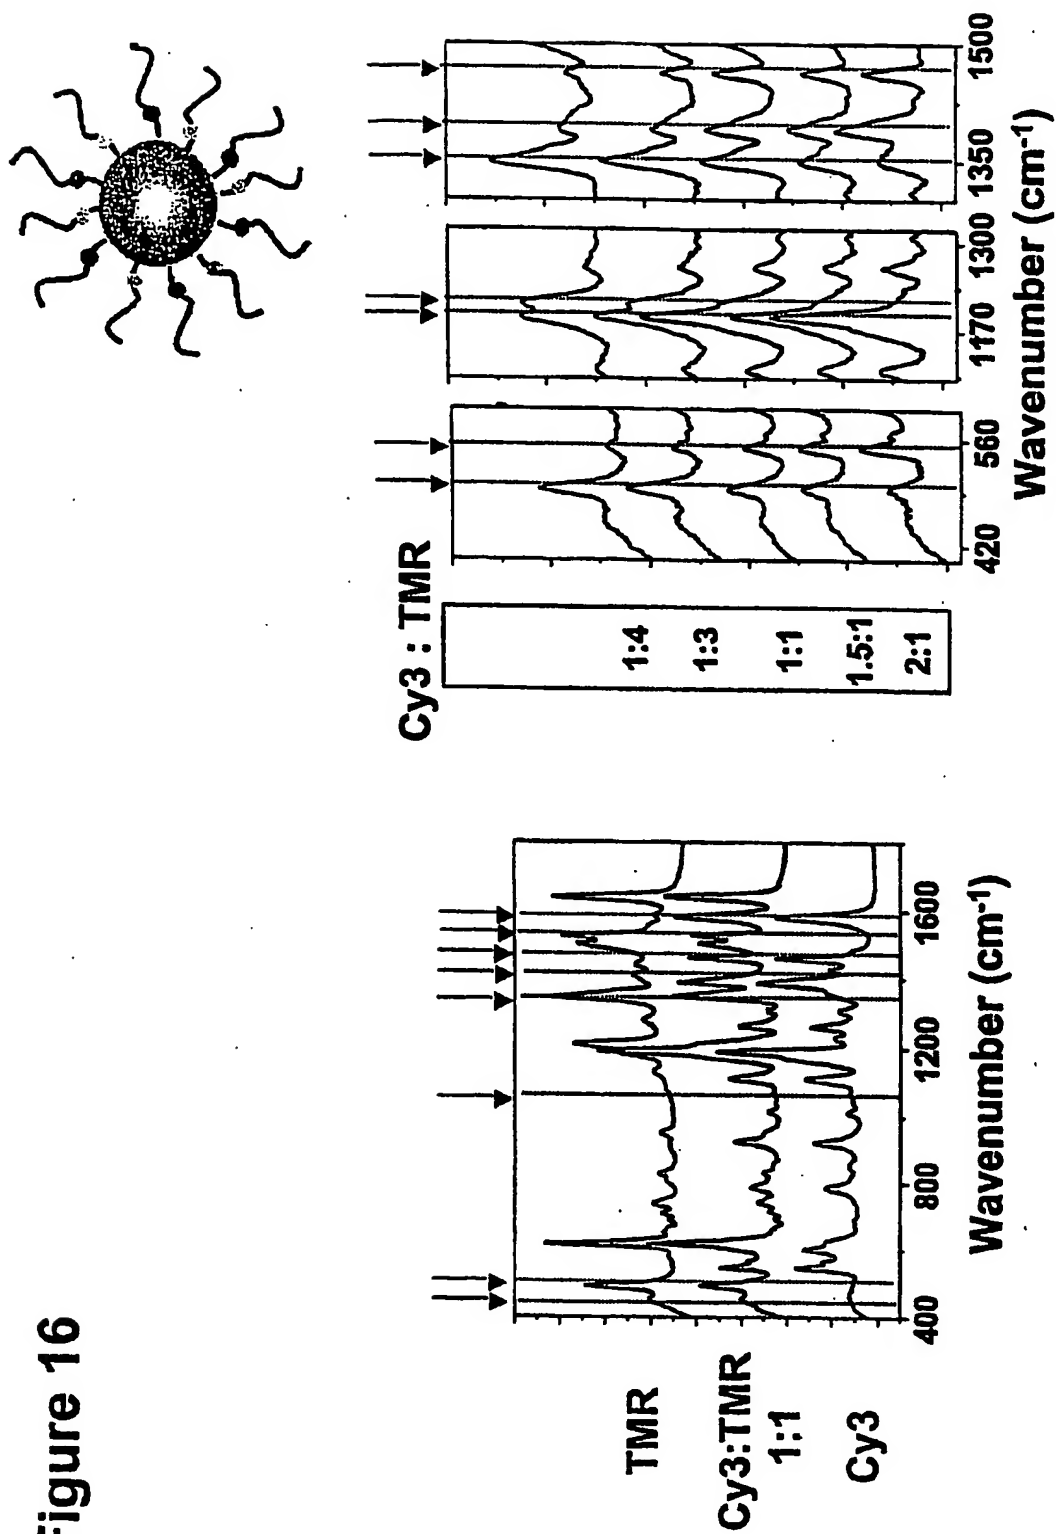 Figure 16
TMR
Cy3:TMR
1:1
Cy3
400
800
1200
1600
Wavenumber (cm-1)
Cy3 : TMR
1:4
1:3
1:1
1.5:1
2:1
420
560
1170
1300
1350
1500
Wavenumber (cm-1)